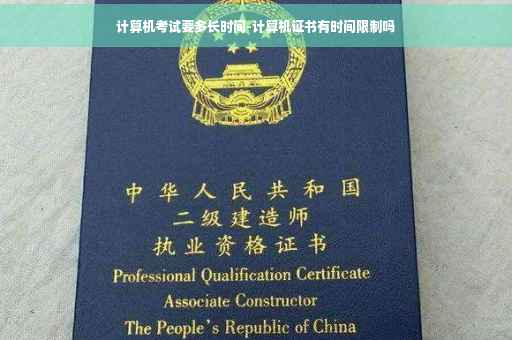 计算机考试要多长时间-计算机证书有时间限制吗
中华人民共和国
二级建造师
执业资格证书
Professional Qualification Certificate
Associate Constructor
The People's Republic of China